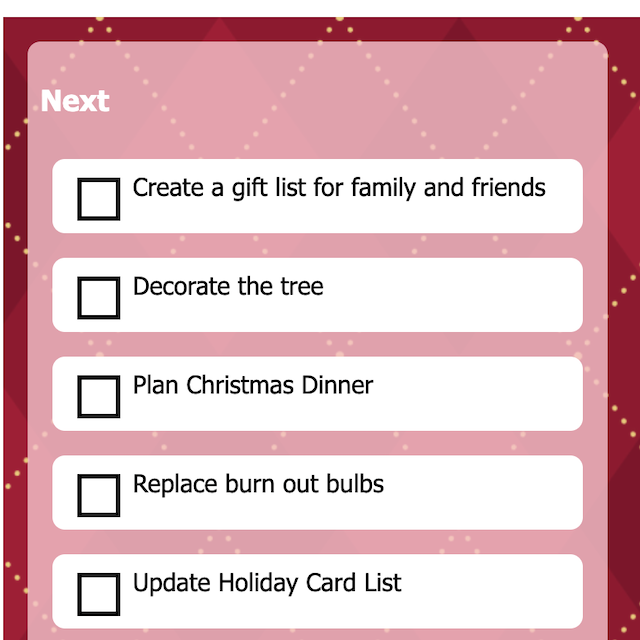 Next
Create a gift list for family and friends
Decorate the tree
Plan Christmas Dinner
Replace burn out bulbs
Update Holiday Card List